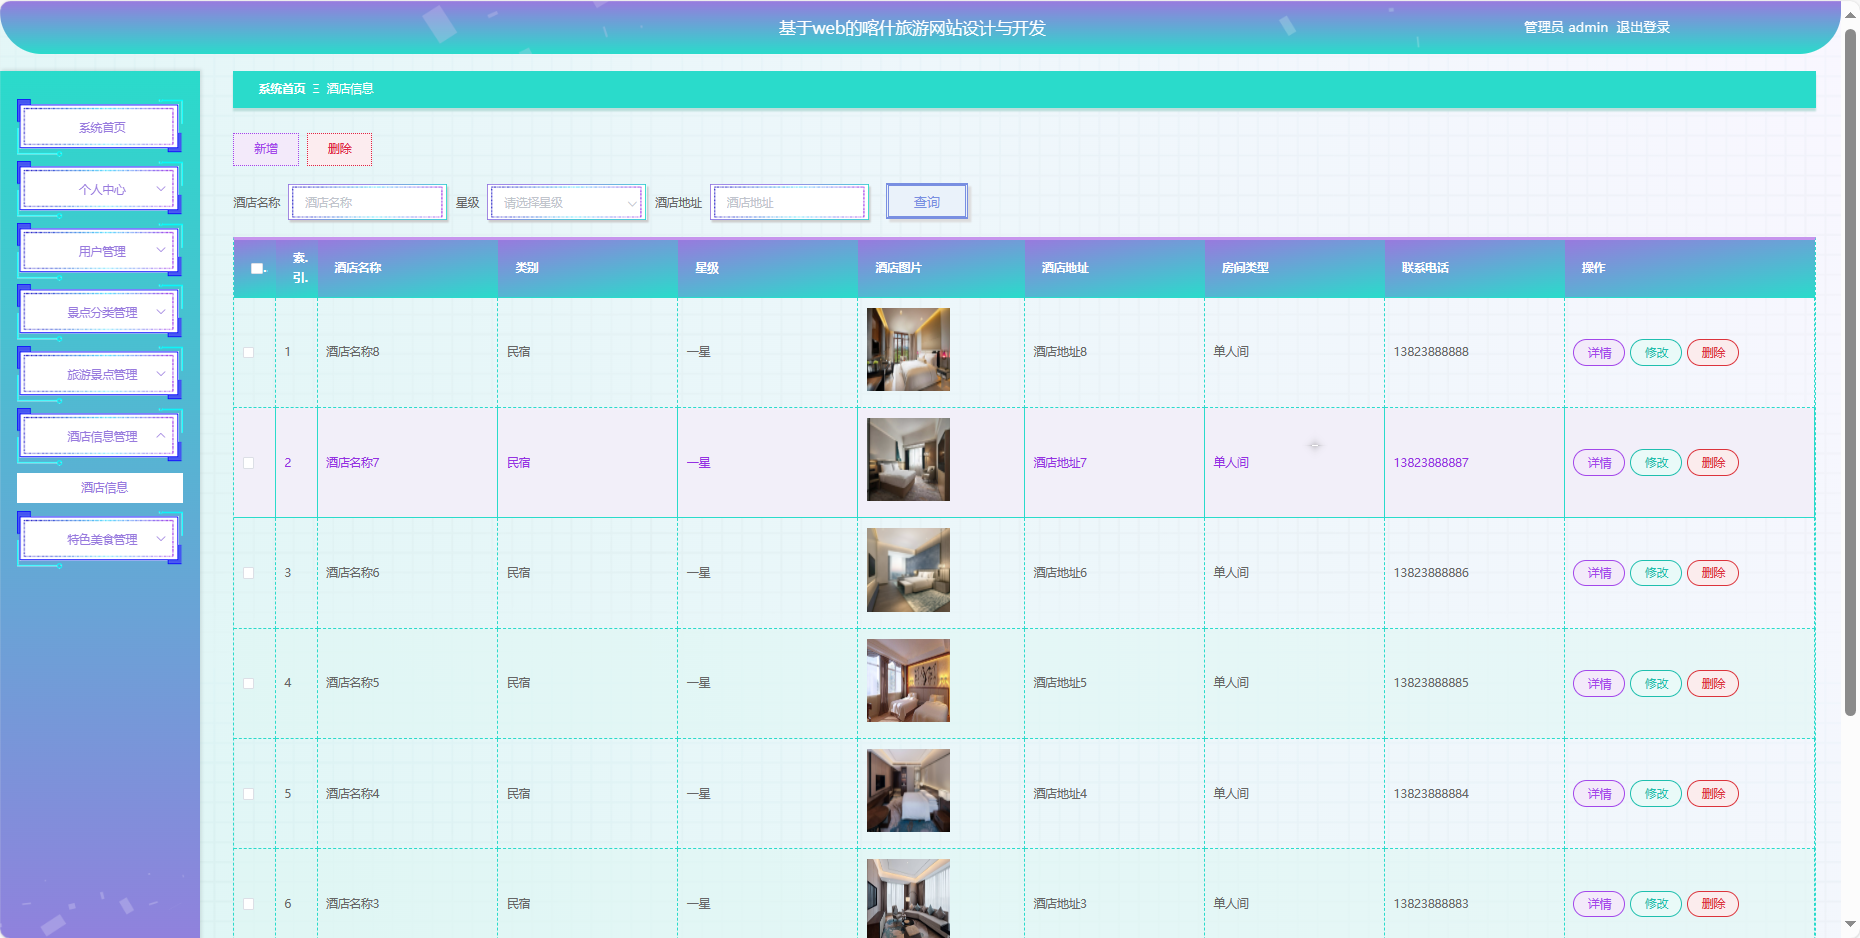 基于web的喀什旅游网站设计与开发
管理员 admin 退出登录
系统首页
个人中心
用户管理
景点分类管理
旅游景点管理
酒店信息管理
酒店信息
特色美食管理
系统首页 Ξ 酒店信息
新增 删除
酒店名称 酒店名称 星级 请选择星级 酒店地址 酒店地址 查询
索引 酒店名称 类别 星级 酒店图片 酒店地址 房间类型 联系电话 操作
1 酒店名称8 民宿 一星 酒店地址8 单人间 13823888888 详情 修改 删除
2 酒店名称7 民宿 一星 酒店地址7 单人间 13823888887 详情 修改 删除
3 酒店名称6 民宿 一星 酒店地址6 单人间 13823888886 详情 修改 删除
4 酒店名称5 民宿 一星 酒店地址5 单人间 13823888885 详情 修改 删除
5 酒店名称4 民宿 一星 酒店地址4 单人间 13823888884 详情 修改 删除
6 酒店名称3 民宿 一星 酒店地址3 单人间 13823888883 详情 修改 删除